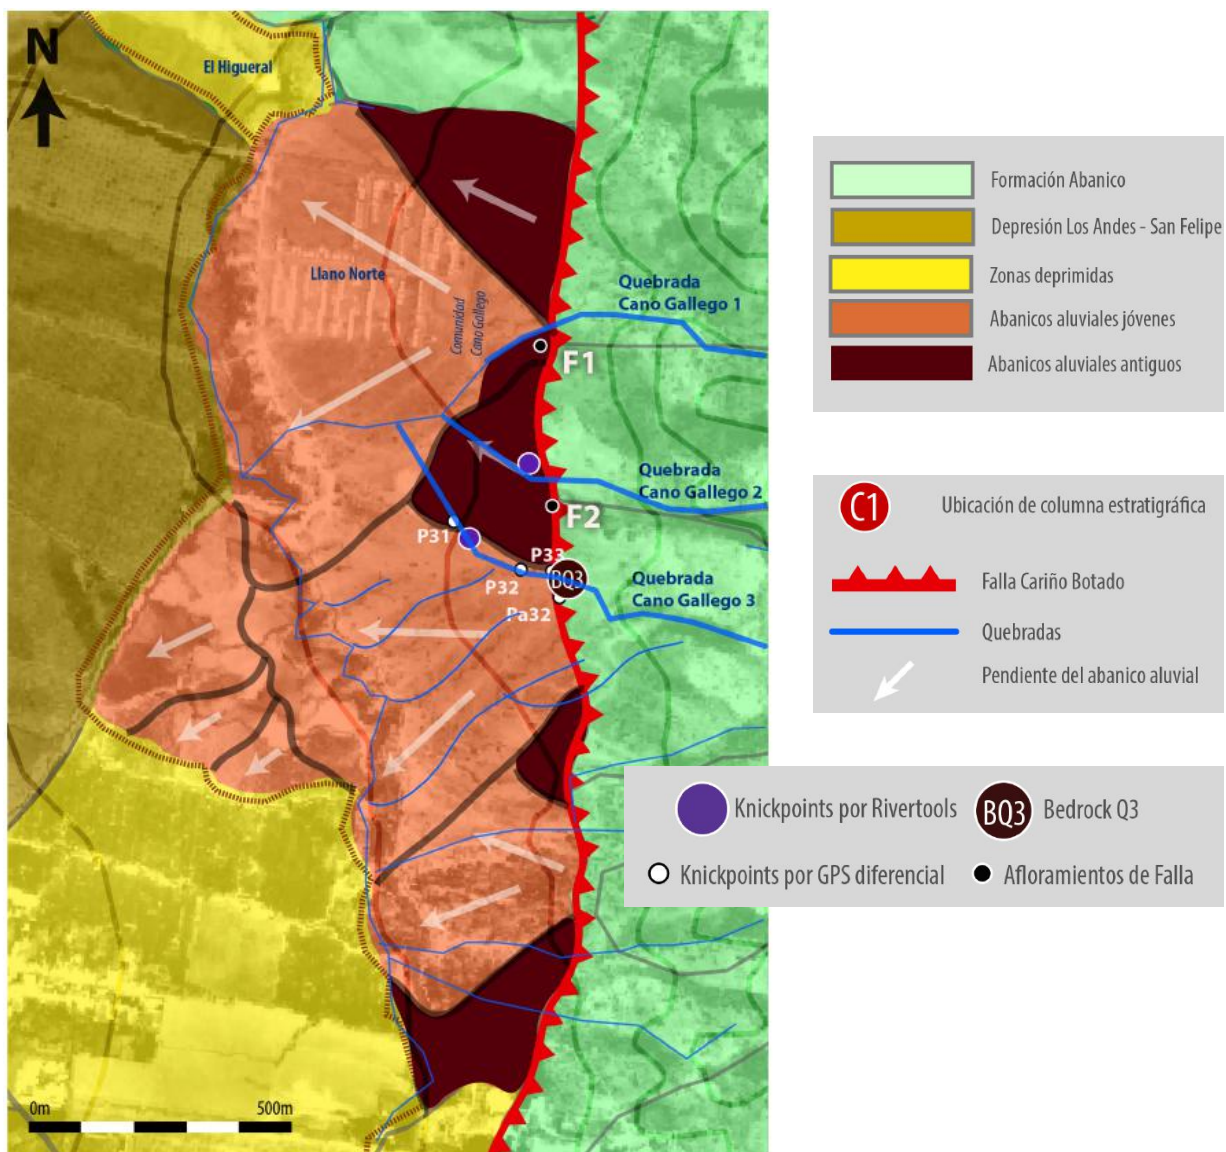 N
El Higueral
Llano Norte
Comunidad
Cano Gallego
Quebrada
Cano Gallego 1
F1
Quebrada
Cano Gallego 2
F2
P31
P33
P32
BQ3
Pa32
Quebrada
Cano Gallego 3
0m
500m
Formación Abanico
Depresión Los Andes - San Felipe
Zonas deprimidas
Abanicos aluviales jóvenes
Abanicos aluviales antiguos
C1
Ubicación de columna estratigráfica
Falla Cariño Botado
Quebradas
Pendiente del abanico aluvial
Knickpoints por Rivertools
BQ3
Bedrock Q3
Knickpoints por GPS diferencial
Afloramientos de Falla